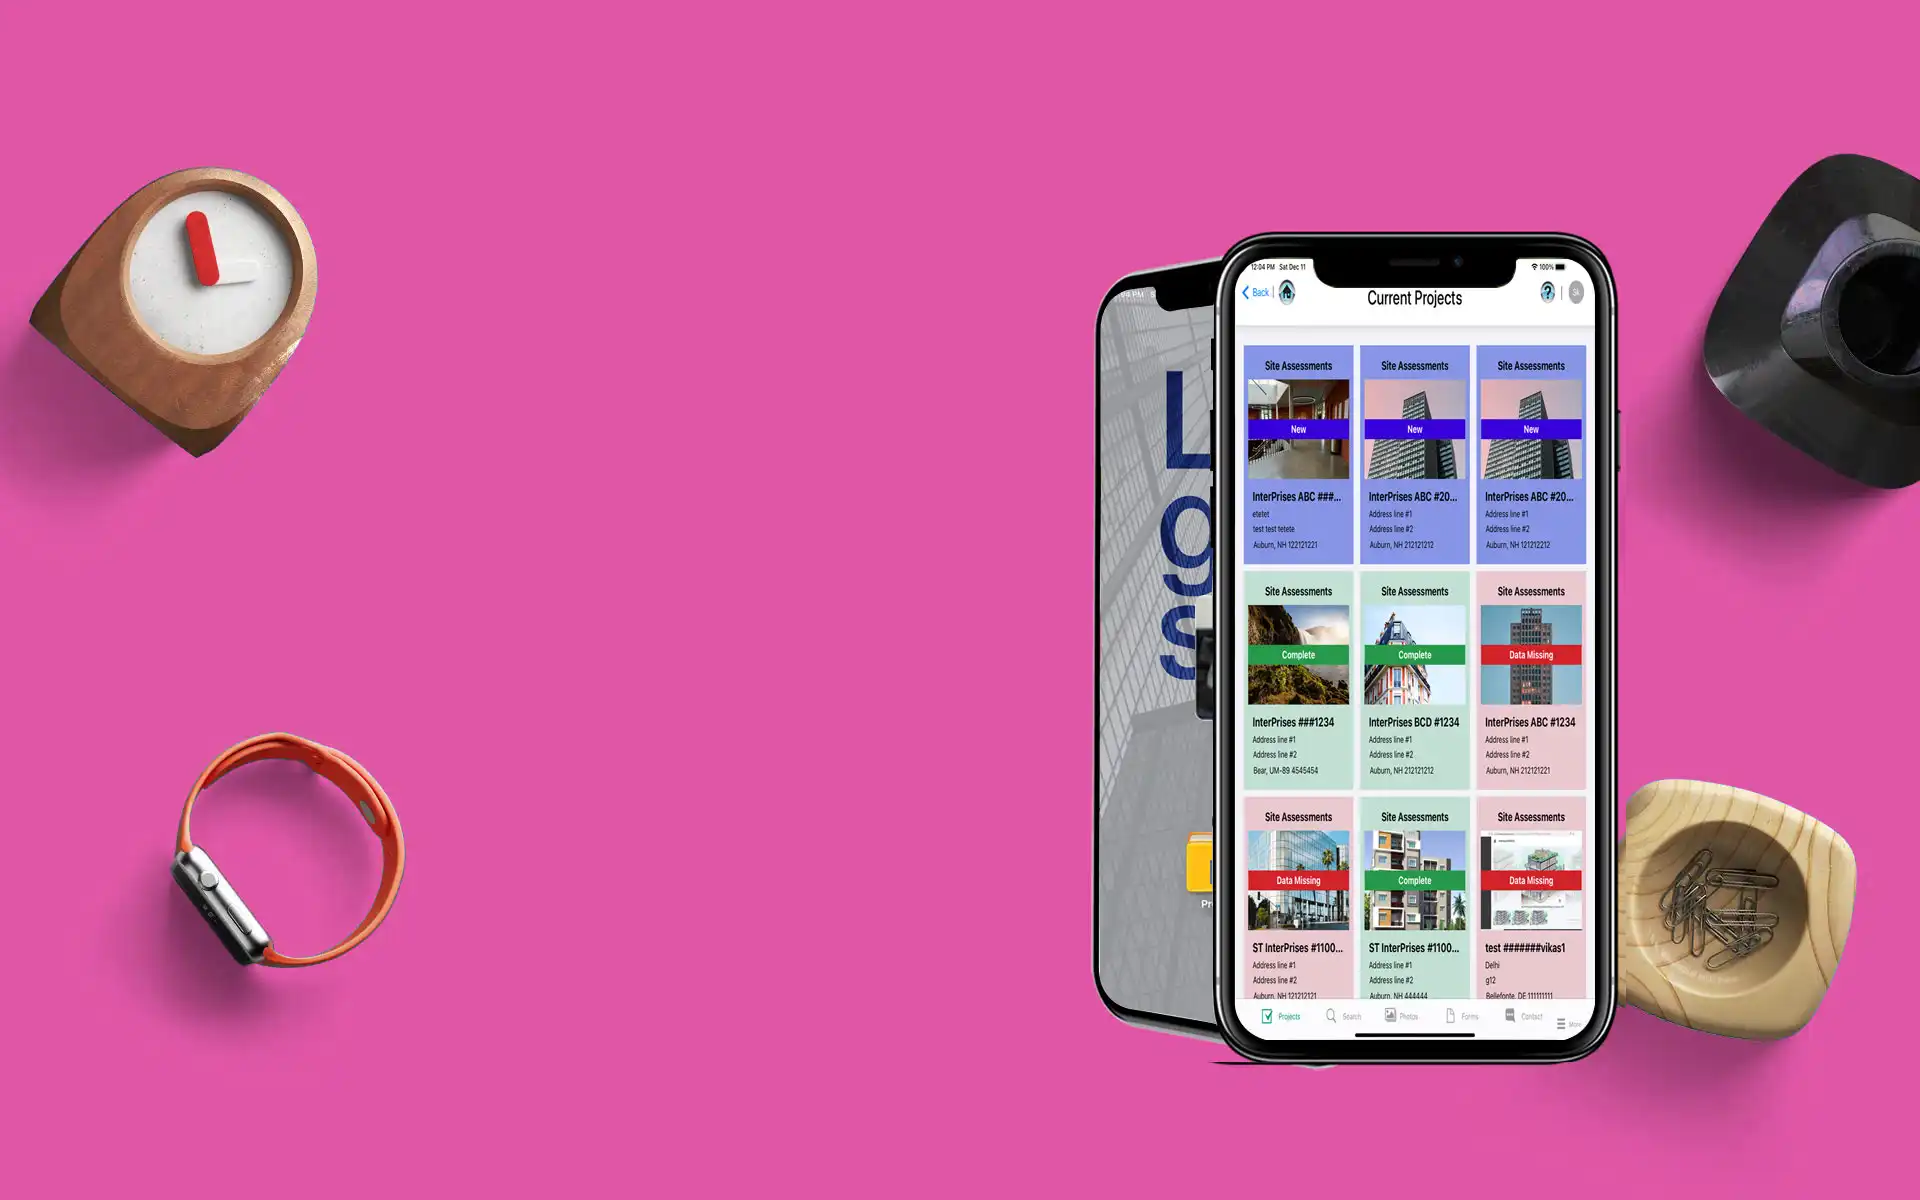 12:04 PM Sat Dec 11
100%
Back
Current Projects
Site Assessments
Site Assessments
Site Assessments
New
New
New
InterPrises ABC ###...
InterPrises ABC #20...
InterPrises ABC #20...
etetet
Address line #1
Address line #1
test test tetete
Address line #2
Address line #2
Auburn, NH 122121221
Auburn, NH 212121212
Auburn, NH 121212212
Site Assessments
Site Assessments
Site Assessments
Complete
Complete
Data Missing
InterPrises ###1234
InterPrises BCD #1234
InterPrises ABC #1234
Address line #1
Address line #1
Address line #1
Address line #2
Address line #2
Address line #2
Bear, UM-89 4545454
Auburn, NH 212121212
Auburn, NH 212121221
Site Assessments
Site Assessments
Site Assessments
Data Missing
Complete
Data Missing
ST InterPrises #1100...
ST InterPrises #1100...
test #######vikas1
Address line #1
Address line #1
Delhi
Address line #2
Address line #2
g12
Auburn, NH 121212121
Auburn, NH 444444
Bellefonte, DE 111111111
Projects
Search
Photos
Forms
Contact
More
L
g
S
Pr